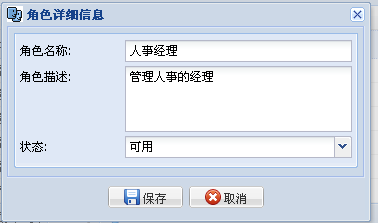 角色详细信息
角色名称: 人事经理
角色描述: 管理人事的经理
状态: 可用
保存 取消